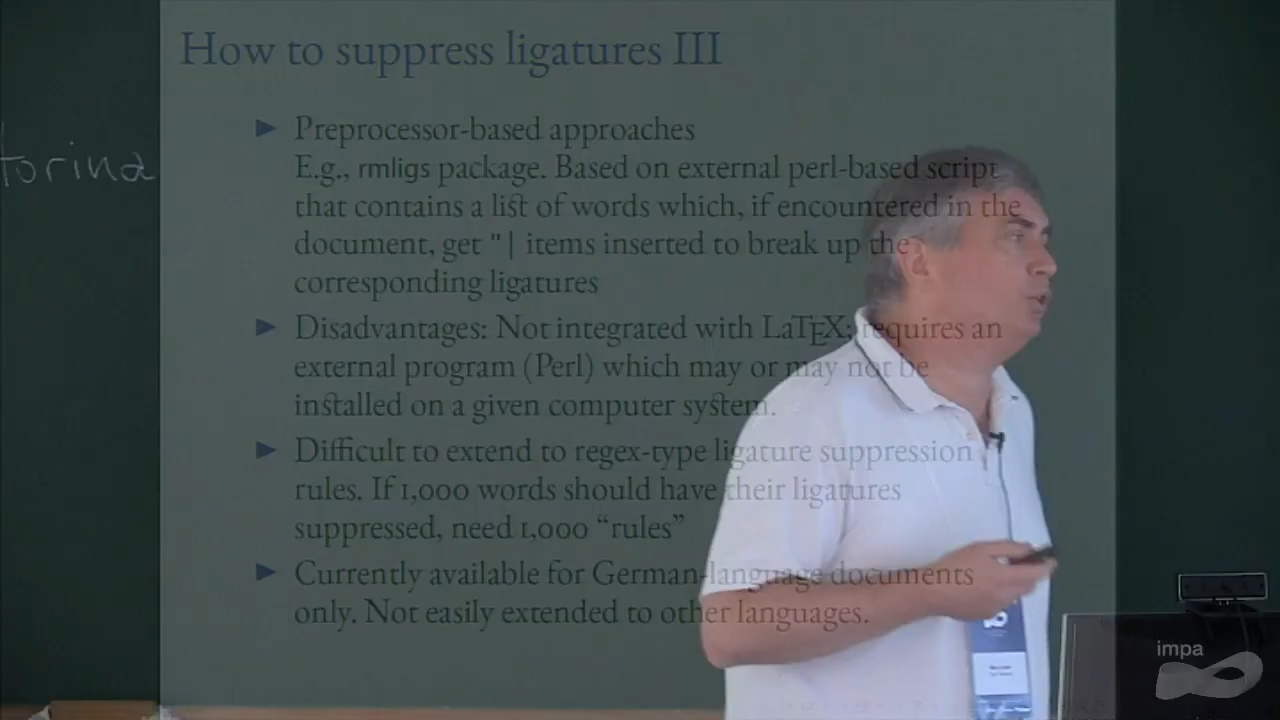 How to suppress ligatures III
► Preprocessor-based approaches
E.g., rmligs package. Based on external perl-based script
that contains a list of words which, if encountered in the
document, get "| items inserted to break up the
corresponding ligatures
► Disadvantages: Not integrated with LaTEX; requires an
external program (Perl) which may or may not be
installed on a given computer system.
► Difficult to extend to regex-type ligature suppression
rules. If 1,000 words should have their ligatures
suppressed, need 1,000 “rules”
► Currently available for German-language documents
only. Not easily extended to other languages.
torina
impa